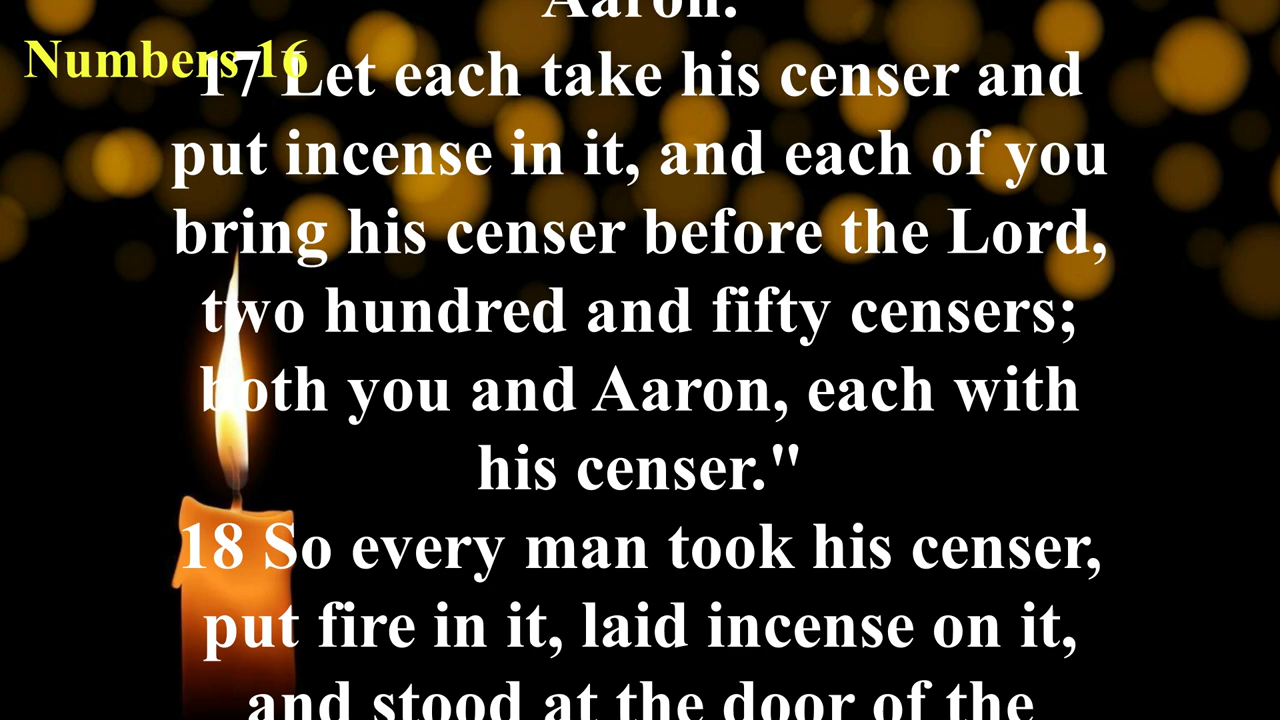 Aaron.
Numbers 16
17 Let each take his censer and
put incense in it, and each of you
bring his censer before the Lord,
two hundred and fifty censers;
both you and Aaron, each with
his censer."
18 So every man took his censer,
put fire in it, laid incense on it,
and stood at the door of the